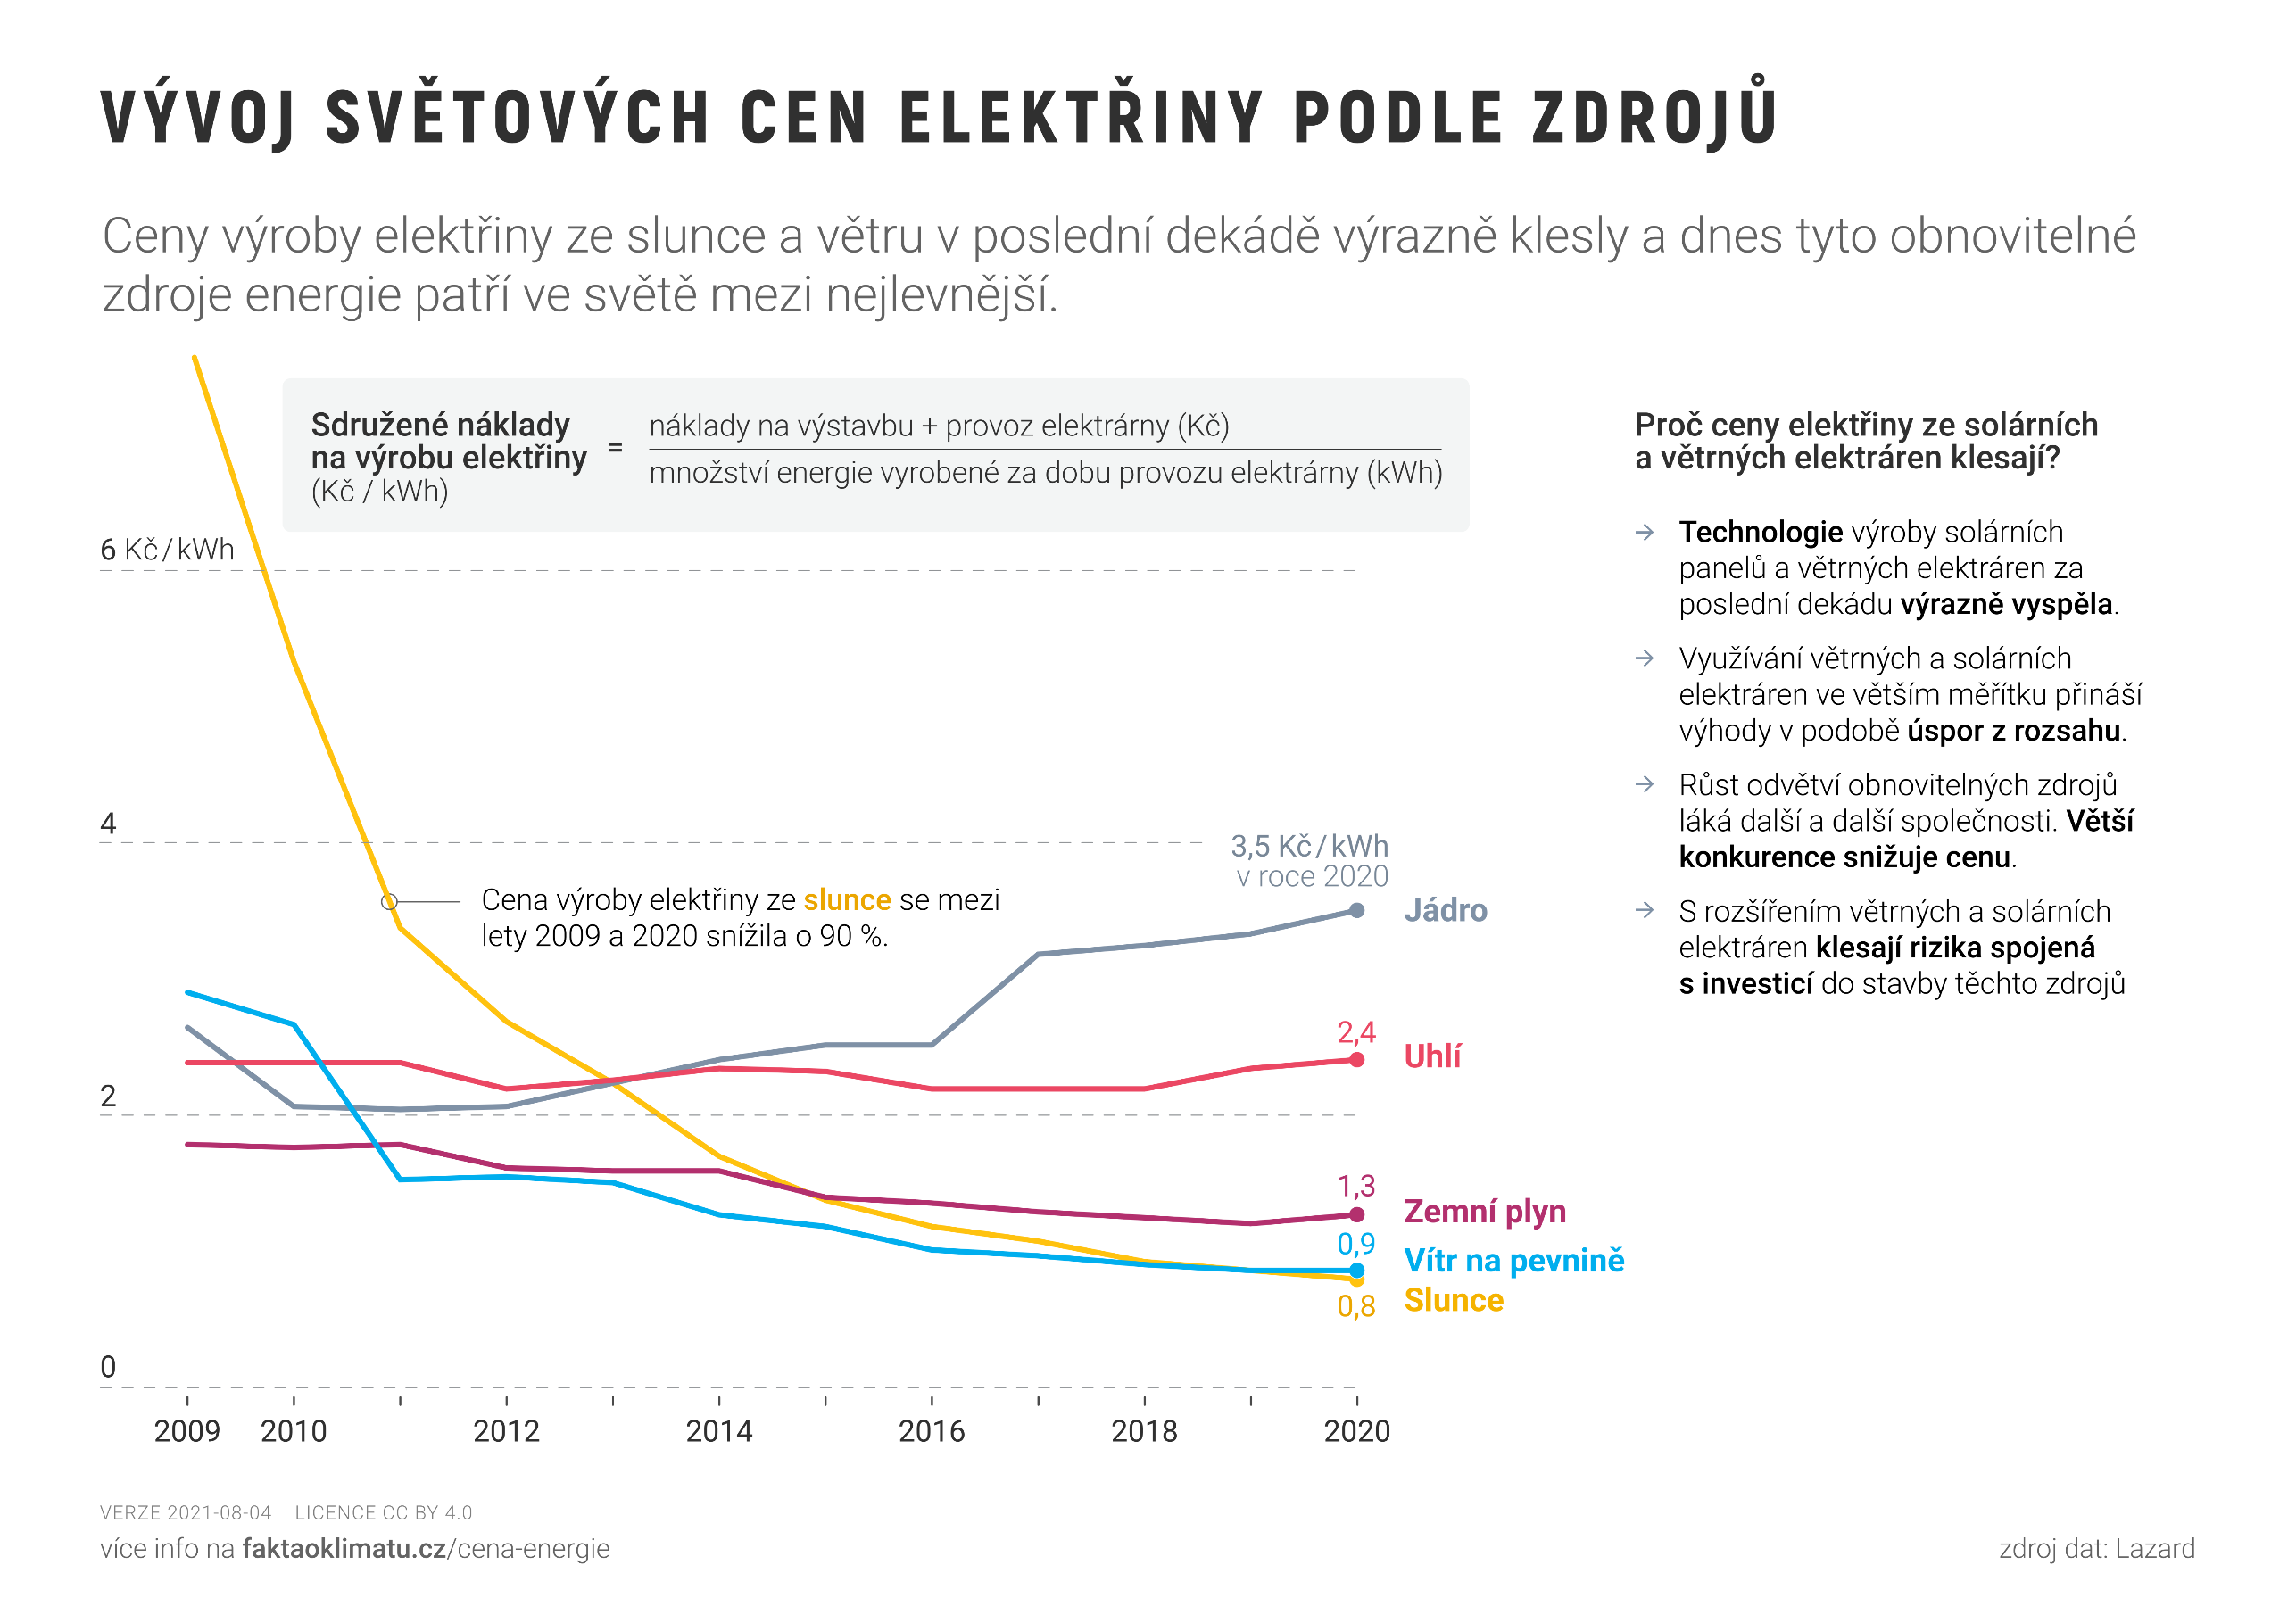 VÝVOJ SVĚTOVÝCH CEN ELEKTŘINY PODLE ZDROJŮ
Ceny výroby elektřiny ze slunce a větru v poslední dekádě výrazně klesly a dnes tyto obnovitelné
zdroje energie patří ve světě mezi nejlevnější.
Sdružené náklady
na výrobu elektřiny
(Kč / kWh)
=
náklady na výstavbu + provoz elektrárny (Kč)
množství energie vyrobené za dobu provozu elektrárny (kWh)
6 Kč / kWh
4
2
0
Cena výroby elektřiny ze slunce se mezi
lety 2009 a 2020 snížila o 90 %.
3,5 Kč / kWh
v roce 2020
Jádro
2,4
Uhlí
1,3
Zemní plyn
0,9
Vítr na pevnině
0,8
Slunce
2009 2010 2012 2014 2016 2018 2020
Proč ceny elektřiny ze solárních
a větrných elektráren klesají?
→ Technologie výroby solárních
panelů a větrných elektráren za
poslední dekádu výrazně vyspěla.
→ Využívání větrných a solárních
elektráren ve větším měřítku přináší
výhody v podobě úspor z rozsahu.
→ Růst odvětví obnovitelných zdrojů
láká další a další společnosti. Větší
konkurence snižuje cenu.
→ S rozšířením větrných a solárních
elektráren klesají rizika spojená
s investicí do stavby těchto zdrojů
VERZE 2021-08-04 LICENCE CC BY 4.0
více info na faktaoklimatu.cz/cena-energie
zdroj dat: Lazard